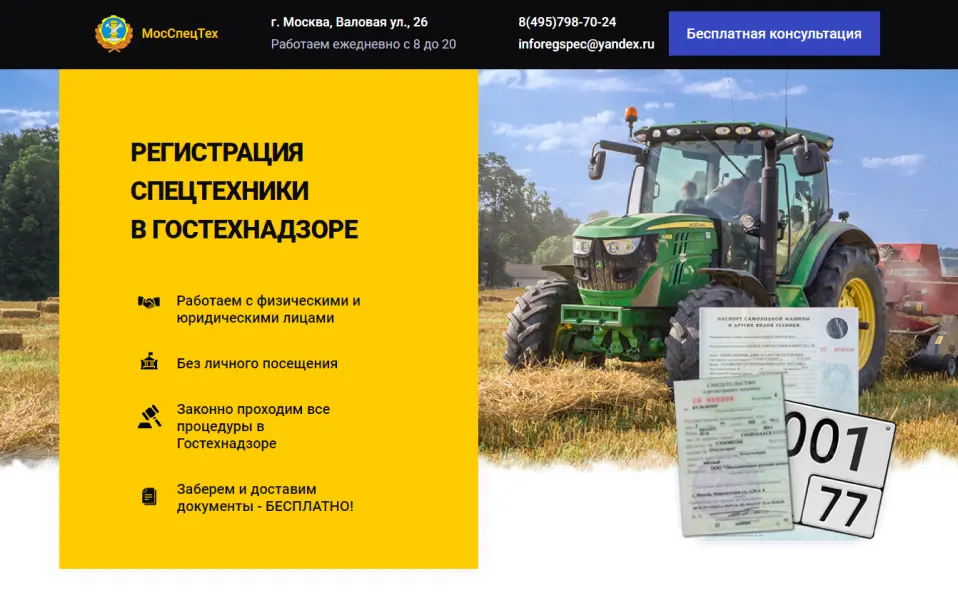 МосСпецТех
г. Москва, Валовая ул., 26
Работаем ежедневно с 8 до 20
8(495)798-70-24
inforegspec@yandex.ru
Бесплатная консультация
РЕГИСТРАЦИЯ
СПЕЦТЕХНИКИ
В ГОСТЕХНАДЗОРЕ
Работаем с физическими и
юридическими лицами
Без личного посещения
Законно проходим все
процедуры в
Гостехнадзоре
Заберем и доставим
документы - БЕСПЛАТНО!
ПАСПОРТ САМОХОДНОЙ МАШИНЫ
И ДРУГИХ ВИДОВ ТЕХНИКИ
СВИДЕТЕЛЬСТВО
о регистрации машины
001
77